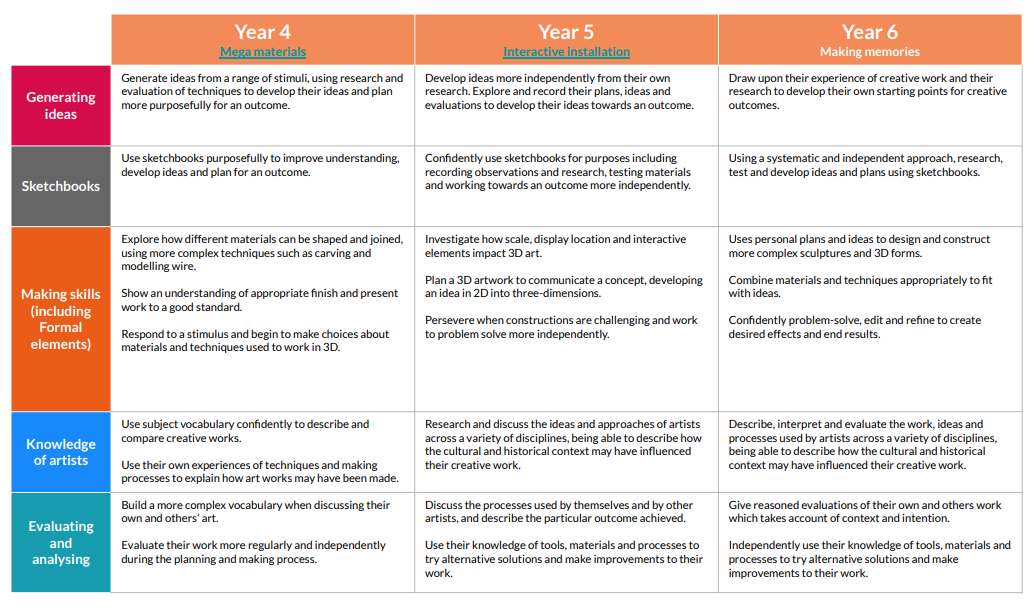 Year 4
Mega materials
Year 5
Interactive installation
Year 6
Making memories
Generating
ideas
Generate ideas from a range of stimuli, using research and
evaluation of techniques to develop their ideas and plan
more purposefully for an outcome.
Develop ideas more independently from their own
research. Explore and record their plans, ideas and
evaluations to develop their ideas towards an outcome.
Draw upon their experience of creative work and their
research to develop their own starting points for creative
outcomes.
Sketchbooks
Use sketchbooks purposefully to improve understanding,
develop ideas and plan for an outcome.
Confidently use sketchbooks for purposes including
recording observations and research, testing materials
and working towards an outcome more independently.
Using a systematic and independent approach, research,
test and develop ideas and plans using sketchbooks.
Making skills
(including
Formal
elements)
Explore how different materials can be shaped and joined,
using more complex techniques such as carving and
modelling wire.
Show an understanding of appropriate finish and present
work to a good standard.
Respond to a stimulus and begin to make choices about
materials and techniques used to work in 3D.
Investigate how scale, display location and interactive
elements impact 3D art.
Plan a 3D artwork to communicate a concept, developing
an idea in 2D into three-dimensions.
Persevere when constructions are challenging and work
to problem solve more independently.
Uses personal plans and ideas to design and construct
more complex sculptures and 3D forms.
Combine materials and techniques appropriately to fit
with ideas.
Confidently problem-solve, edit and refine to create
desired effects and end results.
Knowledge
of artists
Use subject vocabulary confidently to describe and
compare creative works.
Use their own experiences of techniques and making
processes to explain how art works may have been made.
Research and discuss the ideas and approaches of artists
across a variety of disciplines, being able to describe how
the cultural and historical context may have influenced
their creative work.
Describe, interpret and evaluate the work, ideas and
processes used by artists across a variety of disciplines,
being able to describe how the cultural and historical
context may have influenced their creative work.
Evaluating
and
analysing
Build a more complex vocabulary when discussing their
own and others' art.
Evaluate their work more regularly and independently
during the planning and making process.
Discuss the processes used by themselves and by other
artists, and describe the particular outcome achieved.
Use their knowledge of tools, materials and processes to
try alternative solutions and make improvements to their
work.
Give reasoned evaluations of their own and others work
which takes account of context and intention.
Independently use their knowledge of tools, materials and
processes to try alternative solutions and make
improvements to their work.